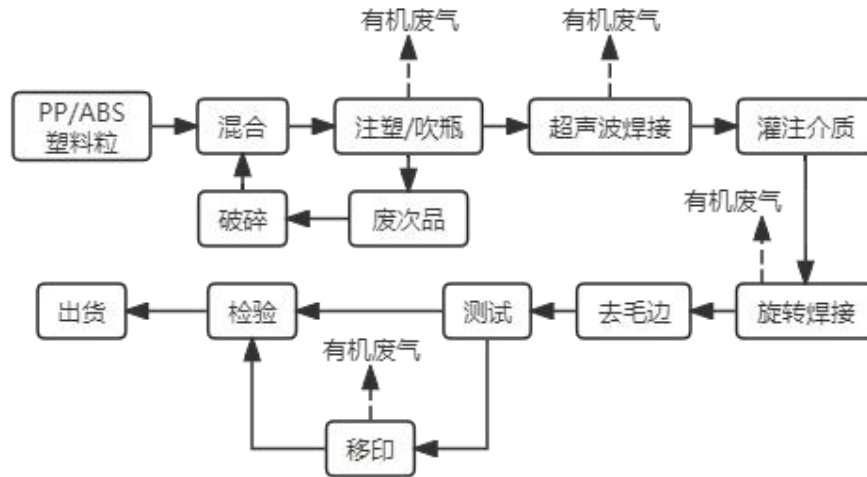 有机废气
有机废气
PP/ABS
塑料粒
混合
注塑/吹瓶
超声波焊接
灌注介质
破碎
废次品
有机废气
出货
检验
测试
去毛边
旋转焊接
有机废气
移印